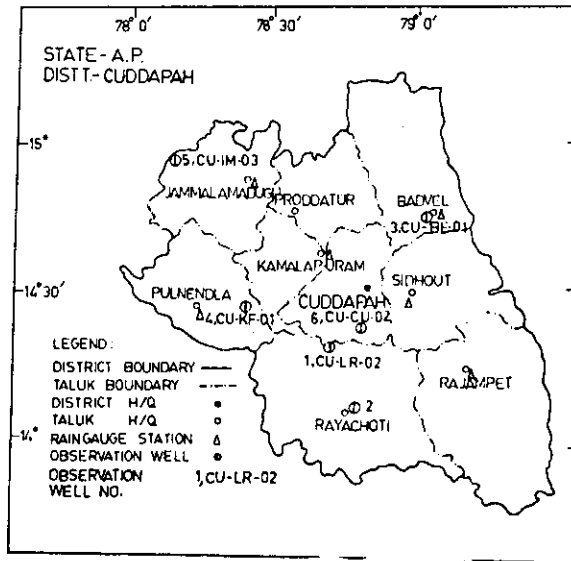 78°0'
78°30'
79°0'
STATE-A.P.
DISTT.-CUDDAPAH
15°
5,CU-IM-03
JAMMALAMADUGU
PRODDATUR
BADVEL
3,CU-BL-01
KAMALAPURAM
SIDHOUT
14°30'
PULNENDLA
CUDDAPAH
4,CU-KF-01
6,CU-CU-04
1,CU-LR-02
RAJAMPET
2
RAYACHOTI
14°
LEGEND:
DISTRICT BOUNDARY
TALUK BOUNDARY
DISTRICT H/Q
TALUK H/Q
RAINGAUGE STATION
OBSERVATION WELL
OBSERVATION 1,CU-LR-02
WELL NO.